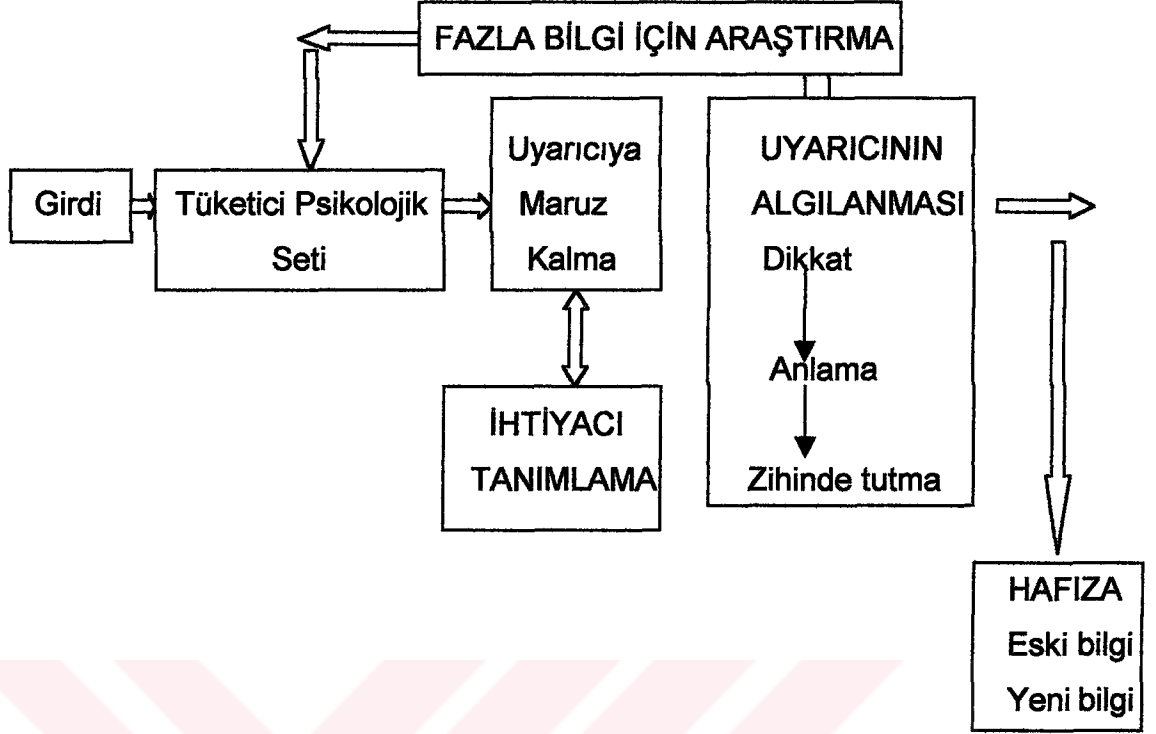 FAZLA BİLGİ İÇİN ARAŞTIRMA
Girdi
Tüketici Psikolojik
Seti
Uyarıcıya
Maruz
Kalma
İHTİYACI
TANIMLAMA
UYARICININ
ALGILANMASI
Dikkat
Anlama
Zihinde tutma
HAFIZA
Eski bilgi
Yeni bilgi